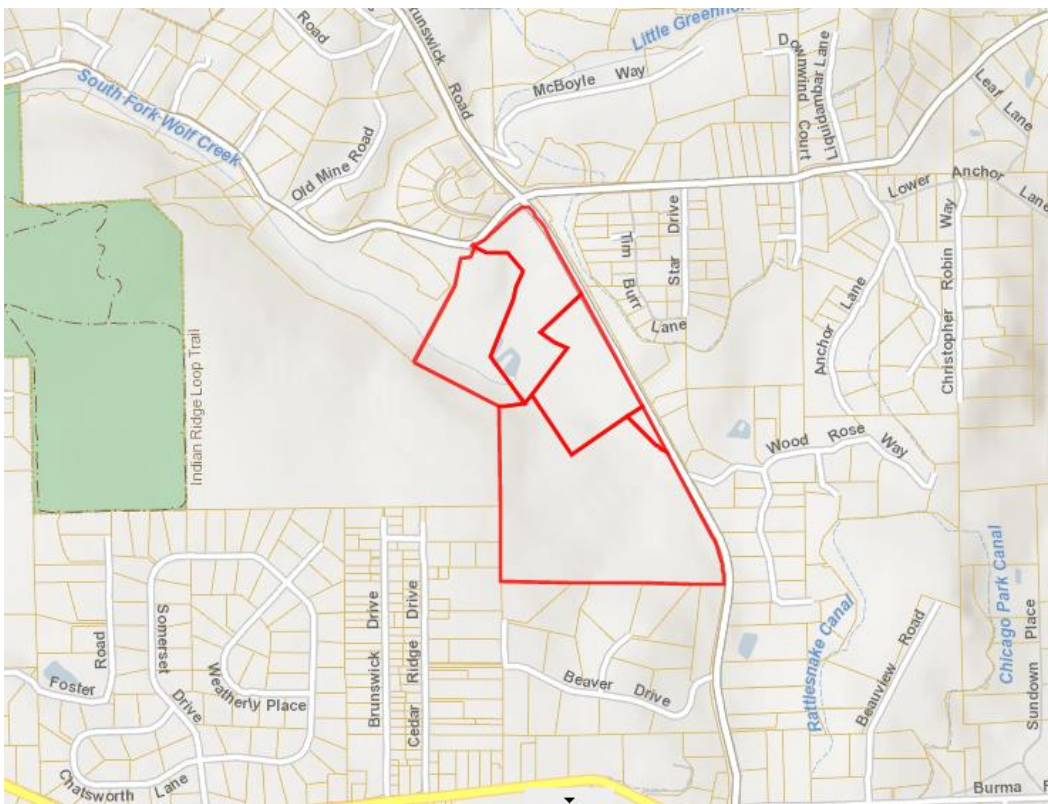 Road
Brunswick Road
Little Greenhorn
South Fork Wolf Creek
McBoyle Way
Downwind Court
Liquidambar Lane
Leaf Lane
Old Mine Road
Lower Anchor Lane
Tim Burr Lane
Star Drive
Christopher Robin Way
Anchor Lane
Indian Ridge Loop Trail
Wood Rose Way
Somerset Drive
Foster Road
Weatherly Place
Brunswick Drive
Cedar Ridge Drive
Beaver Drive
Rattlesnake Canal
Beauview Road
Chicago Park Canal
Sundown Place
Chatsworth Lane
Burma